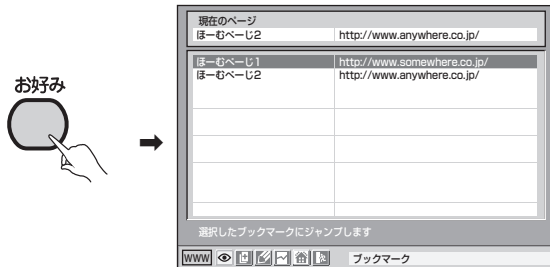 お好み
現在のページ
ほーむぺーじ2 http://www.anywhere.co.jp/
ほーむぺーじ1 http://www.somewhere.co.jp/
ほーむぺーじ2 http://www.anywhere.co.jp/
選択したブックマークにジャンプします
WWW ブックマーク